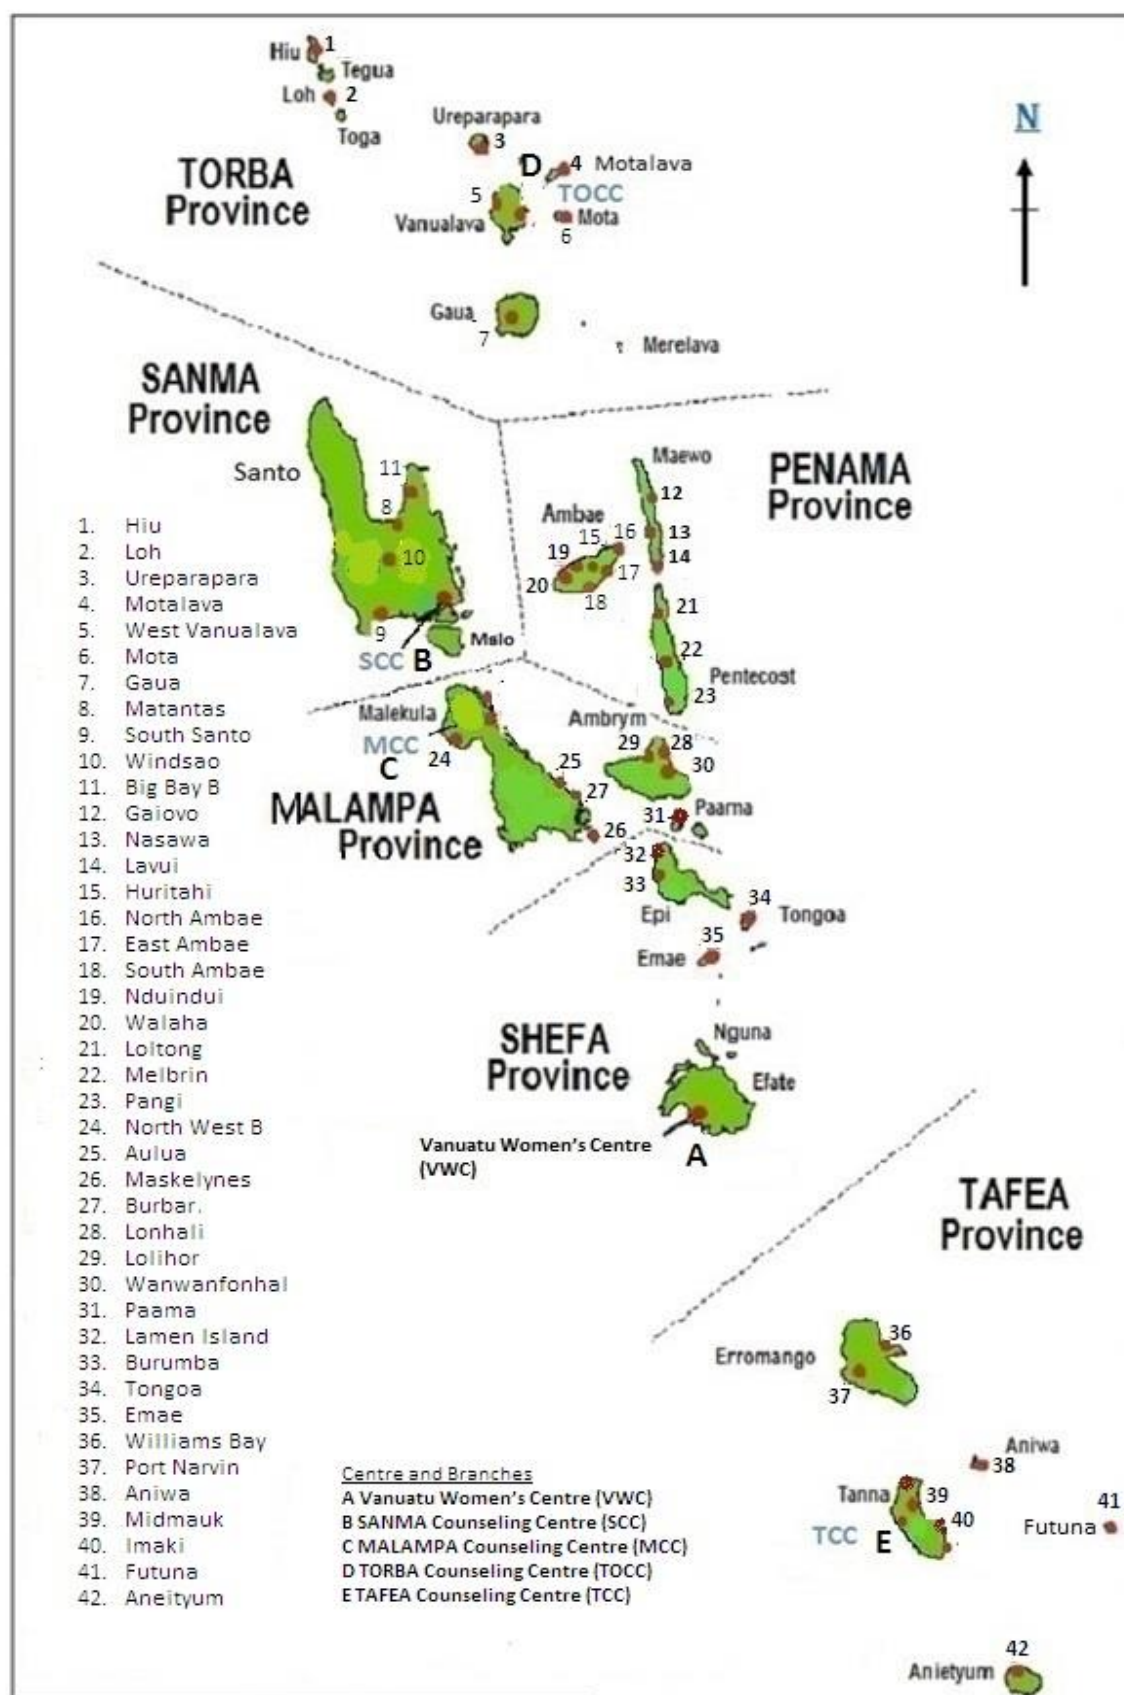 Hiu 1
Tegua
Loh 2
Toga
Ureparapara
3
D 4 Motalava
TOCC
5
Vanualava
Mota
6
TORBA
Province
N
Gaua
7
Merelava
SANMA
Province
Santo
11
8
10
9
SCC B
Malo
PENAMA
Province
Maewo
12
13
14
Ambae
15 16
19
20 17
18
21
22
Pentecost
23
Malekula
MCC
C
24
25
27
26
MALAMPA
Province
Ambrym
29 28
30
31 Paama
32
33
Epi
34
Tongoa
35
Emae
SHEFA
Province
Nguna
Efate
Vanuatu Women's Centre
(VWC)
A
TAFEA
Province
Erromango
36
37
Aniwa
38
Tanna
39
40
TCC E
41
Futuna
42
Anietyum
1. Hiu
2. Loh
3. Ureparapara
4. Motalava
5. West Vanualava
6. Mota
7. Gaua
8. Matantas
9. South Santo
10. Windsao
11. Big Bay B
12. Gaiovo
13. Nasawa
14. Lavui
15. Huritahi
16. North Ambae
17. East Ambae
18. South Ambae
19. Nduindui
20. Walaha
21. Loltong
22. Melbrin
23. Pangi
24. North West B
25. Aulua
26. Maskelynes
27. Burbar.
28. Lonhali
29. Lolihor
30. Wanwanfonhal
31. Paama
32. Lamen Island
33. Burumba
34. Tongoa
35. Emae
36. Williams Bay
37. Port Narvin
38. Aniwa
39. Midmauk
40. Imaki
41. Futuna
42. Aneityum
Centre and Branches
A Vanuatu Women's Centre (VWC)
B SANMA Counseling Centre (SCC)
C MALAMPA Counseling Centre (MCC)
D TORBA Counseling Centre (TOCC)
E TAFEA Counseling Centre (TCC)